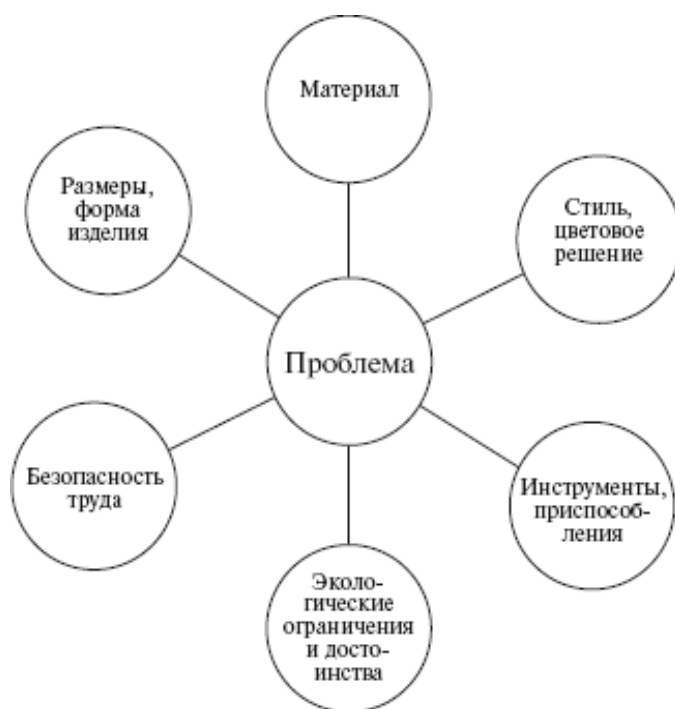 Материал
Размеры,
форма
изделия
Стиль,
цветовое
решение
Проблема
Безопасность
труда
Инструменты,
приспособ-
ления
Эколо-
гические
ограничения
и досто-
инства